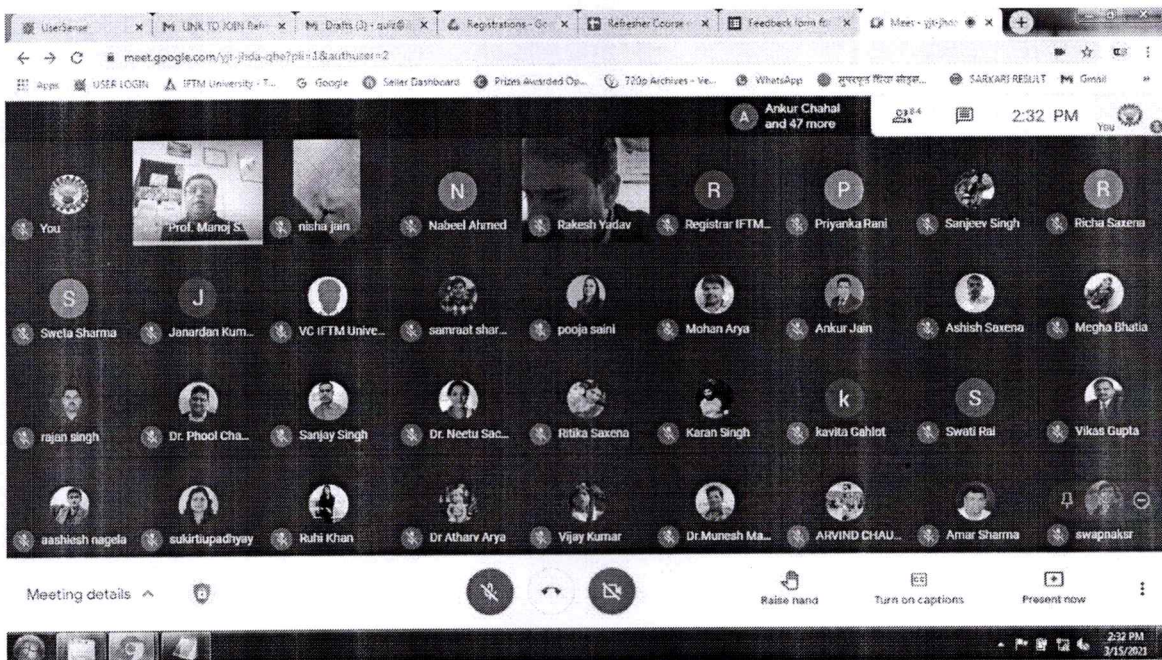 UserSense
LINK TO JOIN Refr
Drafts (3) - quiz@i
Registrations - Go
Refresher Course
Feedback form fo
Meet - yjt-jhda
meet.google.com/yjt-jhda-qhe?pli=1&authuser=2
Apps USER LOGIN IFTM University - T... Google Seller Dashboard Prizes Awarded Op... 720p Archives - Ve... WhatsApp SARKARI RESULT Gmail »
A Ankur Chahal and 47 more
84 2:32 PM You
N R P R
You Prof. Manoj S... nisha jain Nabeel Ahmed Rakesh Yadav Registrar IFTM... Priyanka Rani Sanjeev Singh Richa Saxena
S J
Sweta Sharma Janardan Kum... VC IFTM Unive... samraat shar... pooja saini Mohan Arya Ankur Jain Ashish Saxena Megha Bhatia
k S
rajan singh Dr. Phool Cha... Sanjay Singh Dr. Neetu Sac... Ritika Saxena Karan Singh kavita Gahlot Swati Rai Vikas Gupta
aashiesh nagela sukirtiupadhyay Ruhi Khan Dr Atharv Arya Vijay Kumar Dr.Munesh Ma... ARVIND CHAU... Amar Sharma swapnaksr
Meeting details
Raise hand
CC
Turn on captions
Present now
2:32 PM
3/15/2021